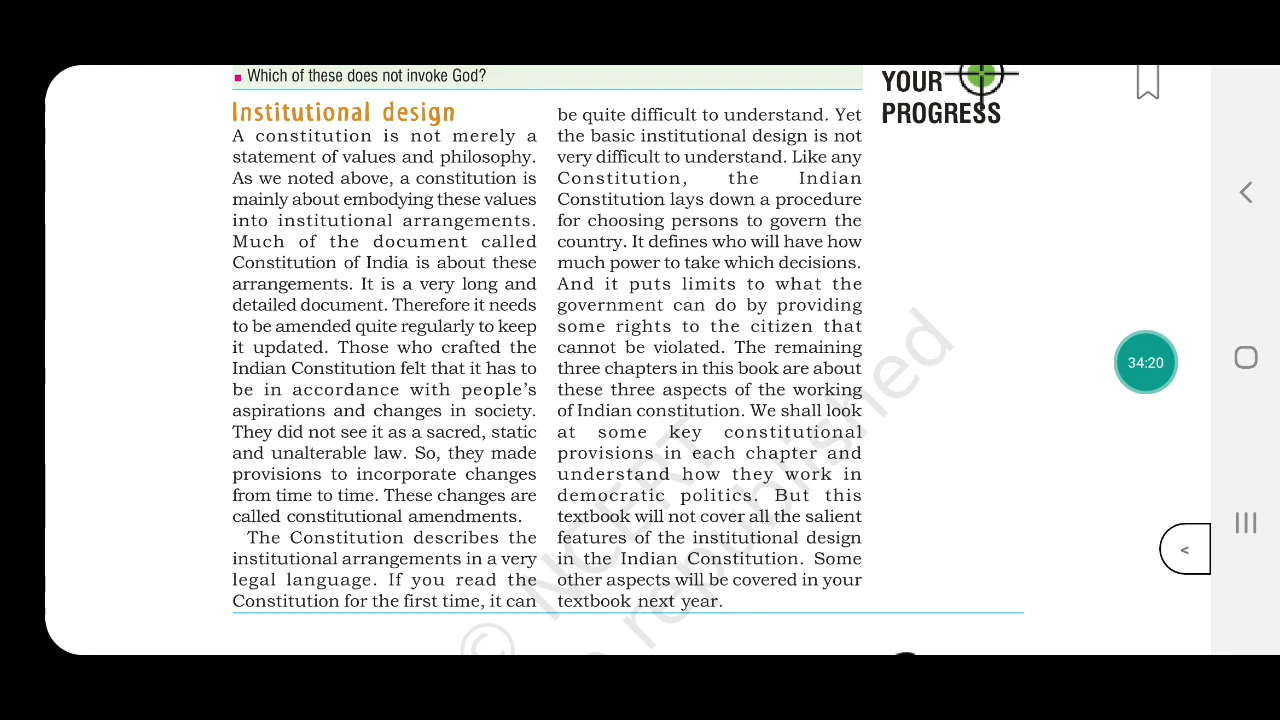 Which of these does not invoke God?
YOUR
PROGRESS
Institutional design
A constitution is not merely a
statement of values and philosophy.
As we noted above, a constitution is
mainly about embodying these values
into institutional arrangements.
Much of the document called
Constitution of India is about these
arrangements. It is a very long and
detailed document. Therefore it needs
to be amended quite regularly to keep
it updated. Those who crafted the
Indian Constitution felt that it has to
be in accordance with people's
aspirations and changes in society.
They did not see it as a sacred, static
and unalterable law. So, they made
provisions to incorporate changes
from time to time. These changes are
called constitutional amendments.
The Constitution describes the
institutional arrangements in a very
legal language. If you read the
Constitution for the first time, it can
be quite difficult to understand. Yet
the basic institutional design is not
very difficult to understand. Like any
Constitution, the Indian
Constitution lays down a procedure
for choosing persons to govern the
country. It defines who will have how
much power to take which decisions.
And it puts limits to what the
government can do by providing
some rights to the citizen that
cannot be violated. The remaining
three chapters in this book are about
these three aspects of the working
of Indian constitution. We shall look
at some key constitutional
provisions in each chapter and
understand how they work in
democratic politics. But this
textbook will not cover all the salient
features of the institutional design
in the Indian Constitution. Some
other aspects will be covered in your
textbook next year.
© NCERT
republished
34:20